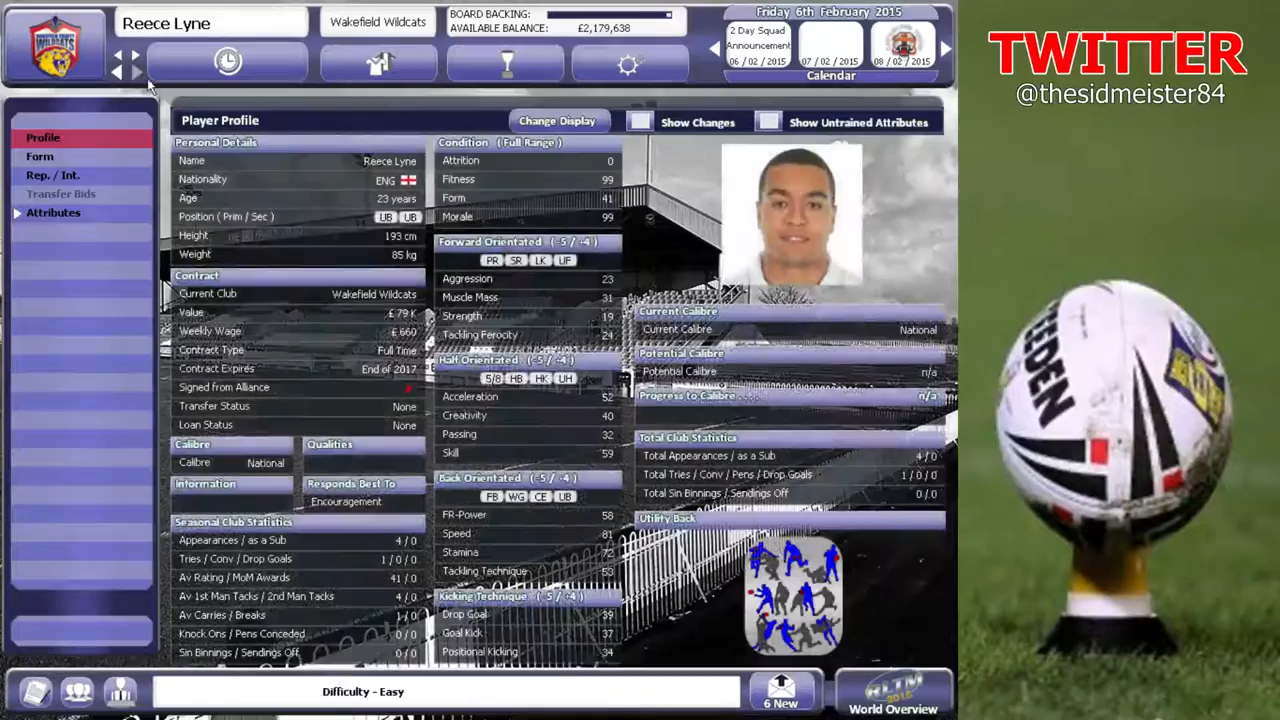 Reece Lyne
Wakefield Wildcats
BOARD BACKING:
AVAILABLE BALANCE: £2,179,638
Friday 6th February 2015
2 Day Squad
Announcement
06 / 02 / 2015
07 / 02 / 2015
08 / 02 / 2015
Calendar
TWITTER
@thesidmeister84
WILDCATS
Profile
Form
Rep. / Int.
Transfer Bids
Attributes
Player Profile
Change Display
Show Changes
Show Untrained Attributes
Personal Details
Name Reece Lyne
Nationality ENG
Age 23 years
Position ( Prim / Sec ) UB UB
Height 193 cm
Weight 85 kg
Contract
Current Club Wakefield Wildcats
Value £ 79 K
Weekly Wage £ 660
Contract Type Full Time
Contract Expires End of 2017
Signed from Alliance
Transfer Status None
Loan Status None
Calibre
Calibre National
Qualities
Information
Responds Best To
Encouragement
Seasonal Club Statistics
Appearances / as a Sub 4 / 0
Tries / Conv / Drop Goals 1 / 0 / 0
Av Rating / MoM Awards 41 / 0
Av 1st Man Tacks / 2nd Man Tacks 4 / 0
Av Carries / Breaks 1 / 0
Knock Ons / Pens Conceded 0 / 0
Sin Binnings / Sendings Off 0 / 0
Condition ( Full Range )
Attrition 0
Fitness 99
Form 41
Morale 99
Forward Orientated (-5 / -4 )
PR SR LK UF
Aggression 23
Muscle Mass 31
Strength 19
Tackling Ferocity 24
Half Orientated (-5 / -4 )
5/8 HB HK UH
Acceleration 52
Creativity 40
Passing 32
Skill 59
Back Orientated (-5 / -4 )
FB WG CE UB
FR-Power 58
Speed 81
Stamina 72
Tackling Technique 53
Kicking Technique (-5 / -4 )
Drop Goal 39
Goal Kick 37
Positional Kicking 34
Current Calibre
Current Calibre National
Potential Calibre
Potential Calibre n/a
Progress to Calibre . . . . n/a
Total Club Statistics
Total Appearances / as a Sub 4 / 0
Total Tries / Conv / Pens / Drop Goals 1 / 0 / 0
Total Sin Binnings / Sendings Off 0 / 0
Utility Back
Difficulty - Easy
6 New
RLTM
2015
World Overview